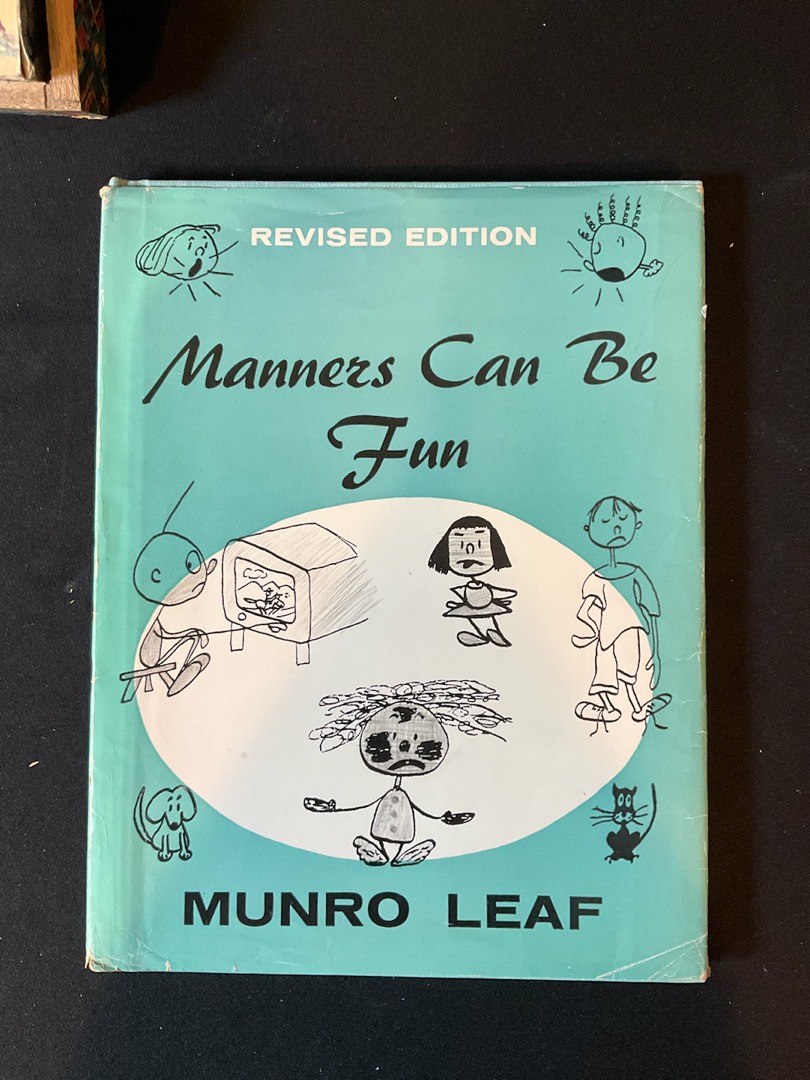 REVISED EDITION
Manners Can Be
Fun
MUNRO LEAF